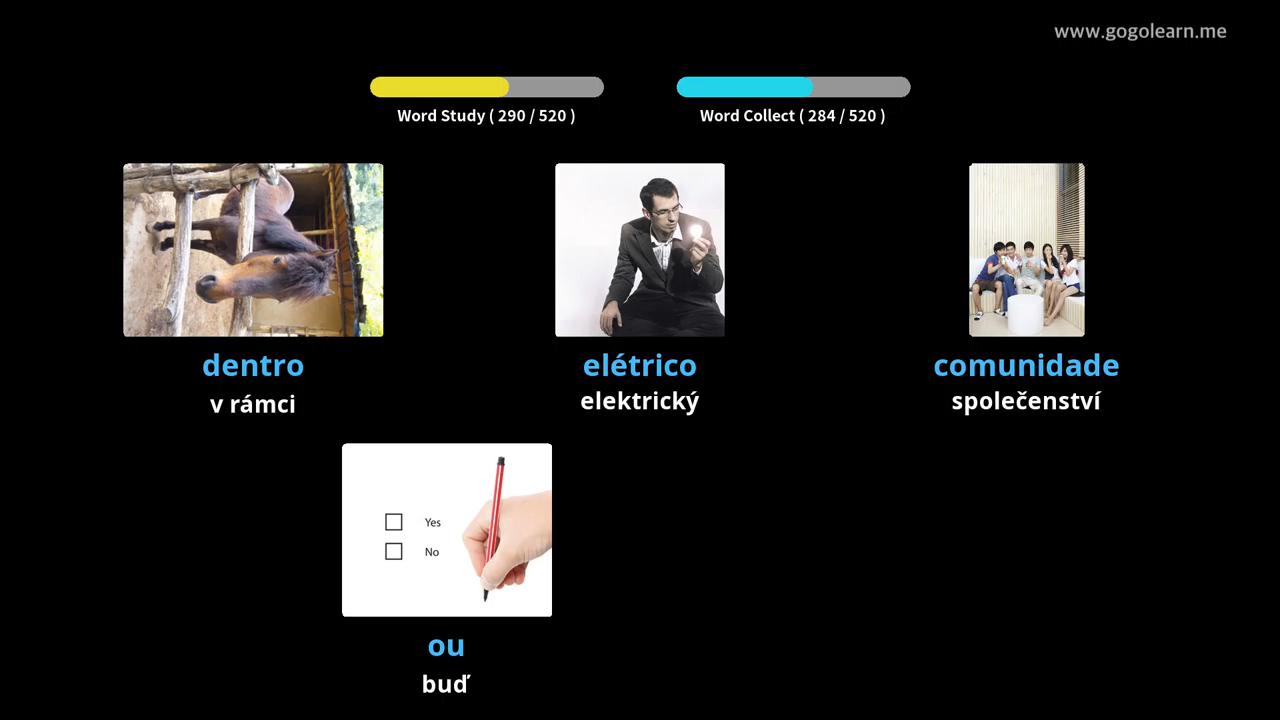 www.gogolearn.me
Word Study ( 290 / 520 )
Word Collect ( 284 / 520 )
dentro
v rámci
elétrico
elektrický
comunidade
společenství
Yes
No
ou
buď